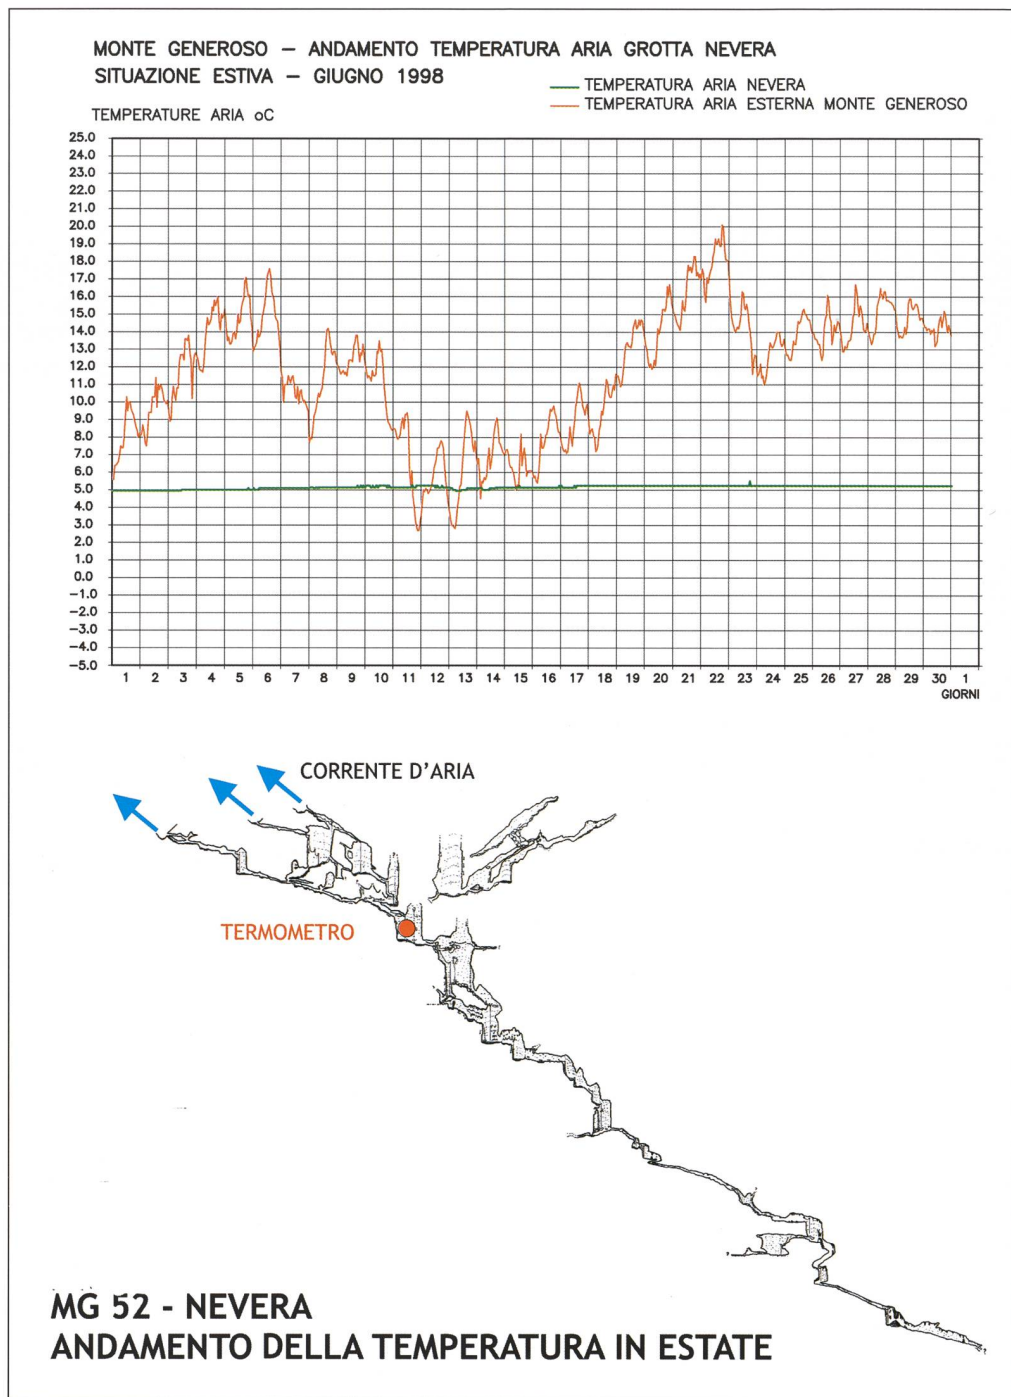 MONTE GENEROSO – ANDAMENTO TEMPERATURA ARIA GROTTA NEVERA
SITUAZIONE ESTIVA – GIUGNO 1998
TEMPERATURA ARIA NEVERA
TEMPERATURA ARIA ESTERNA MONTE GENEROSO
TEMPERATURE ARIA oC
25.0
24.0
23.0
22.0
21.0
20.0
19.0
18.0
17.0
16.0
15.0
14.0
13.0
12.0
11.0
10.0
9.0
8.0
7.0
6.0
5.0
4.0
3.0
2.0
1.0
0.0
–1.0
–2.0
–3.0
–4.0
–5.0
1 2 3 4 5 6 7 8 9 10 11 12 13 14 15 16 17 18 19 20 21 22 23 24 25 26 27 28 29 30 1
GIORNI
CORRENTE D'ARIA
TERMOMETRO
MG 52 - NEVERA
ANDAMENTO DELLA TEMPERATURA IN ESTATE